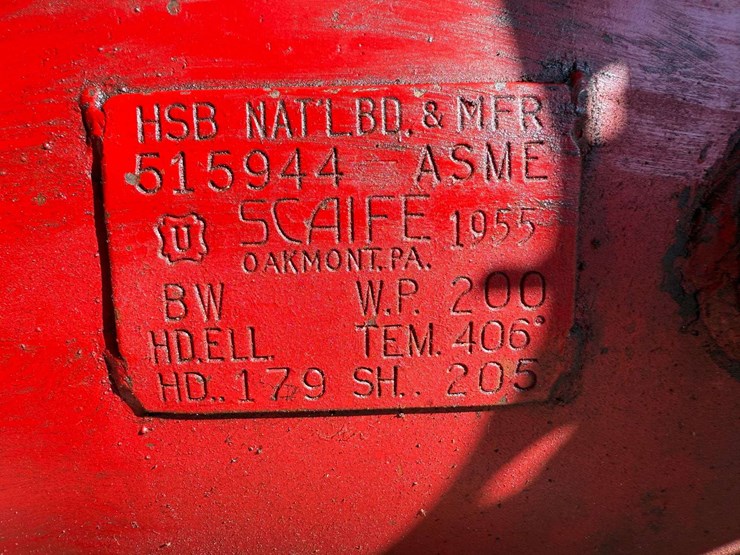 HSB NAT'L BD. & MFR
515944 - ASME
U SCAIFE 1955
OAKMONT, PA.
BW W.P. 200
HD. ELL. TEM. 406°
HD.. 179 SH.. 205